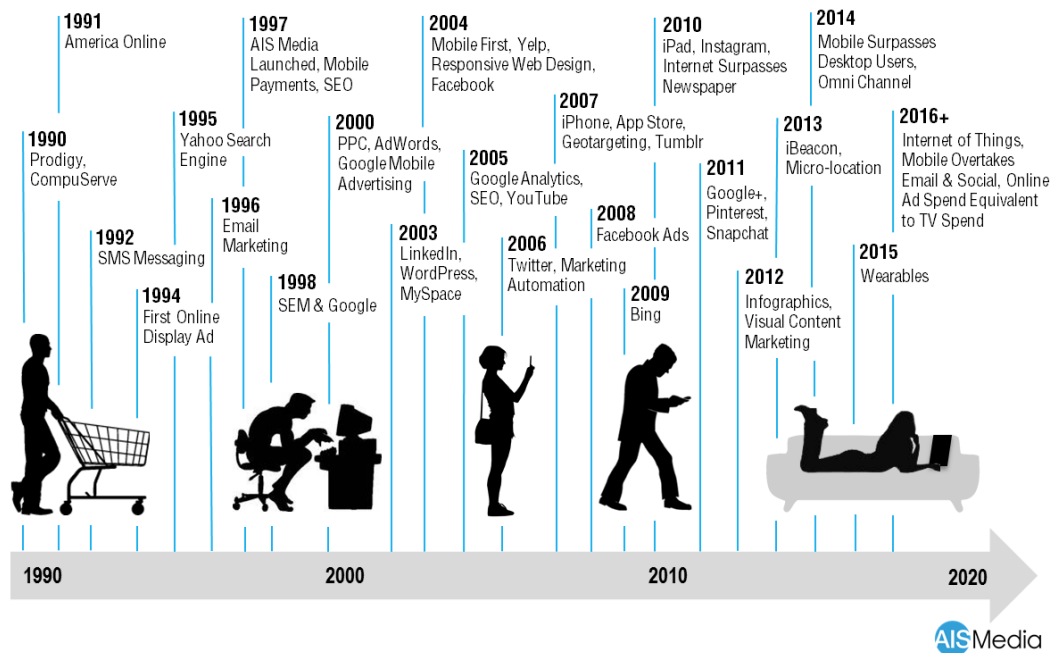 1991
America Online
1997
AIS Media
Launched, Mobile
Payments, SEO
2004
Mobile First, Yelp,
Responsive Web Design,
Facebook
2010
iPad, Instagram,
Internet Surpasses
Newspaper
2014
Mobile Surpasses
Desktop Users,
Omni Channel
1990
Prodigy,
CompuServe
1995
Yahoo Search
Engine
2000
PPC, AdWords,
Google Mobile
Advertising
2007
iPhone, App Store,
Geotargeting, Tumblr
2013
iBeacon,
Micro-location
2016+
Internet of Things,
Mobile Overtakes
Email & Social, Online
Ad Spend Equivalent
to TV Spend
2005
Google Analytics,
SEO, YouTube
2011
Google+,
Pinterest,
Snapchat
1992
SMS Messaging
1996
Email
Marketing
2003
LinkedIn,
WordPress,
MySpace
2006
Twitter, Marketing
Automation
2008
Facebook Ads
2015
Wearables
1994
First Online
Display Ad
1998
SEM & Google
2009
Bing
2012
Infographics,
Visual Content
Marketing
1990
2000
2010
2020
AISMedia